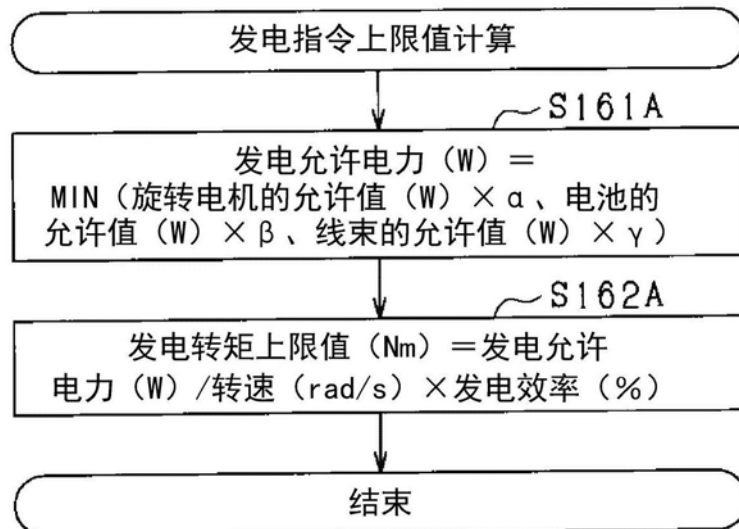 发电指令上限值计算
S161A
发电允许电力（W）＝
MIN（旋转电机的允许值（W）×α、电池的
允许值（W）×β、线束的允许值（W）×γ）
S162A
发电转矩上限值（Nm）＝发电允许
电力（W）/转速（rad/s）×发电效率（%）
结束